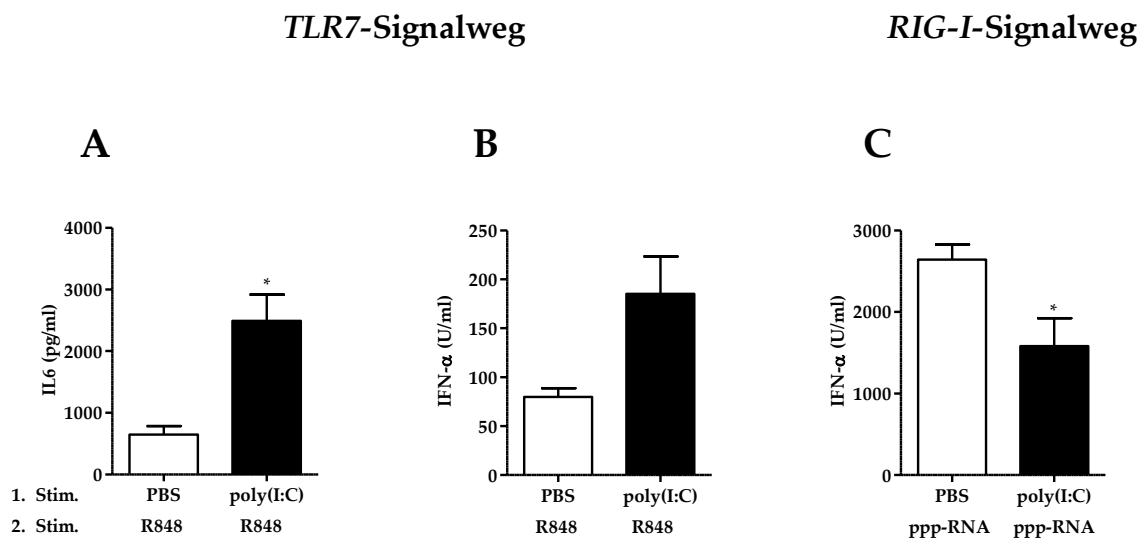 TLR7-Signalweg
RIG-I-Signalweg
A
B
C
IL6 (pg/ml)
4000
3000
2000
1000
0
*
IFN-α (U/ml)
250
200
150
100
50
0
IFN-α (U/ml)
3000
2000
1000
0
*
1. Stim. PBS poly(I:C) PBS poly(I:C) PBS poly(I:C)
2. Stim. R848 R848 R848 R848 ppp-RNA ppp-RNA